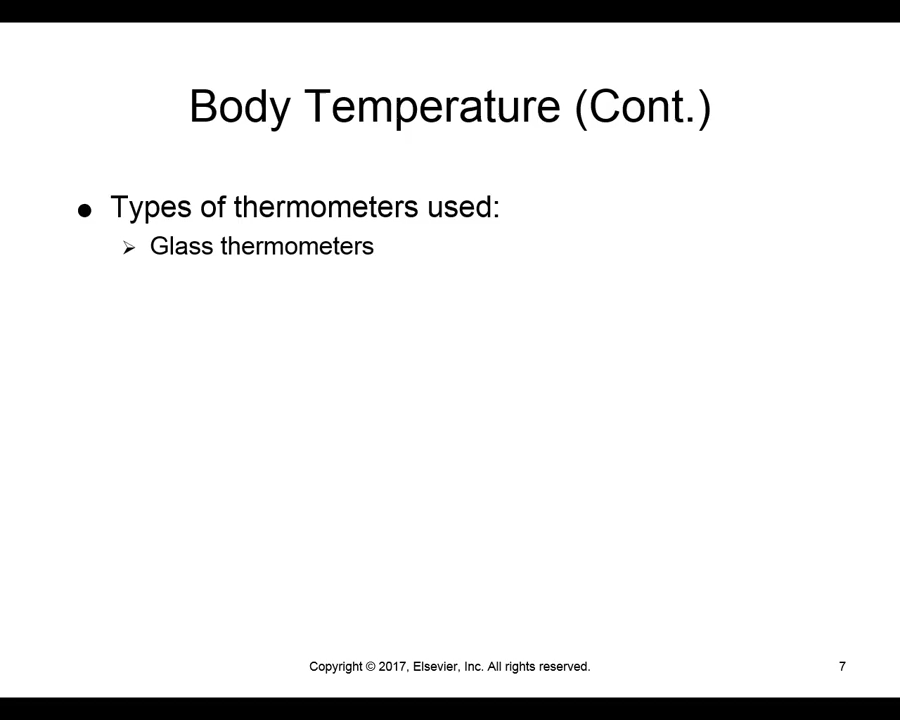 Body Temperature (Cont.)
● Types of thermometers used:
➢ Glass thermometers
Copyright © 2017, Elsevier, Inc. All rights reserved.
7